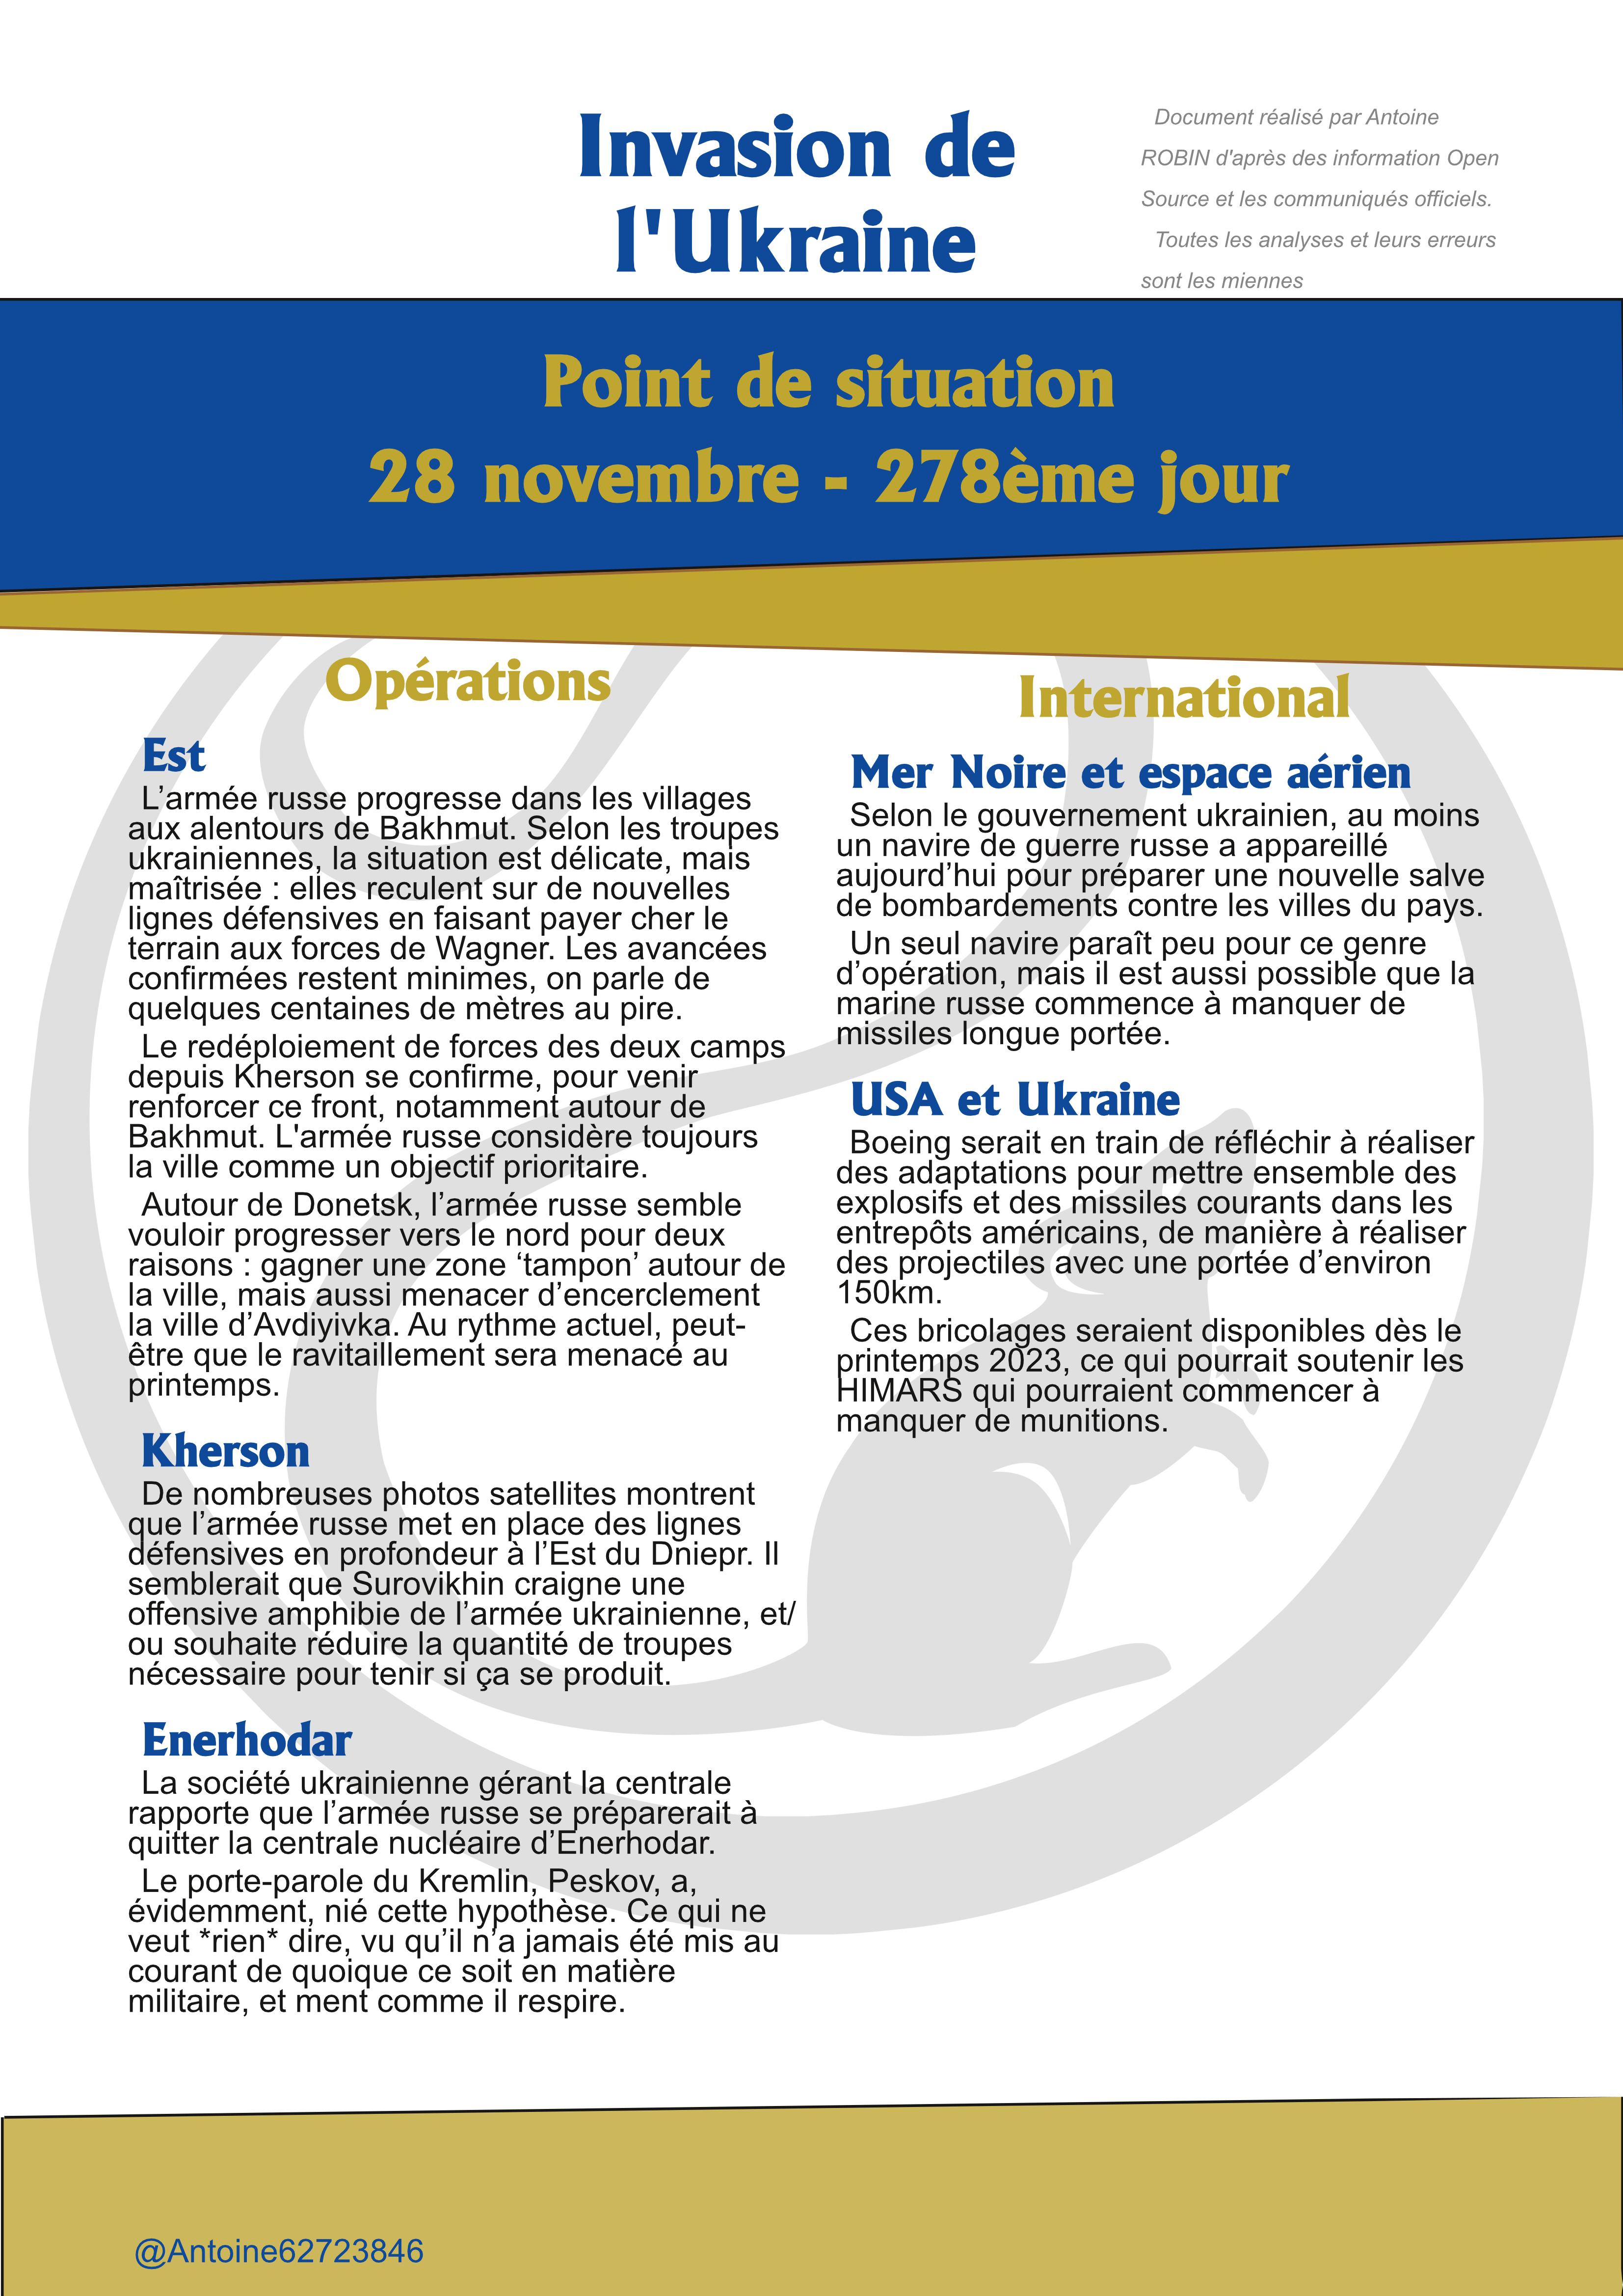 Invasion de
l'Ukraine
Document réalisé par Antoine
ROBIN d'après des information Open
Source et les communiqués officiels.
Toutes les analyses et leurs erreurs
sont les miennes
Point de situation
28 novembre - 278ème jour
Opérations
Est
L’armée russe progresse dans les villages
aux alentours de Bakhmut. Selon les troupes
ukrainiennes, la situation est délicate, mais
maîtrisée : elles reculent sur de nouvelles
lignes défensives en faisant payer cher le
terrain aux forces de Wagner. Les avancées
confirmées restent minimes, on parle de
quelques centaines de mètres au pire.
Le redéploiement de forces des deux camps
depuis Kherson se confirme, pour venir
renforcer ce front, notamment autour de
Bakhmut. L'armée russe considère toujours
la ville comme un objectif prioritaire.
Autour de Donetsk, l’armée russe semble
vouloir progresser vers le nord pour deux
raisons : gagner une zone ‘tampon’ autour de
la ville, mais aussi menacer d’encerclement
la ville d’Avdiyivka. Au rythme actuel, peut-
être que le ravitaillement sera menacé au
printemps.
Kherson
De nombreuses photos satellites montrent
que l’armée russe met en place des lignes
défensives en profondeur à l’Est du Dniepr. Il
semblerait que Surovikhin craigne une
offensive amphibie de l’armée ukrainienne, et/
ou souhaite réduire la quantité de troupes
nécessaire pour tenir si ça se produit.
Enerhodar
La société ukrainienne gérant la centrale
rapporte que l’armée russe se préparerait à
quitter la centrale nucléaire d’Enerhodar.
Le porte-parole du Kremlin, Peskov, a,
évidemment, nié cette hypothèse. Ce qui ne
veut *rien* dire, vu qu’il n’a jamais été mis au
courant de quoique ce soit en matière
militaire, et ment comme il respire.
International
Mer Noire et espace aérien
Selon le gouvernement ukrainien, au moins
un navire de guerre russe a appareillé
aujourd’hui pour préparer une nouvelle salve
de bombardements contre les villes du pays.
Un seul navire paraît peu pour ce genre
d’opération, mais il est aussi possible que la
marine russe commence à manquer de
missiles longue portée.
USA et Ukraine
Boeing serait en train de réfléchir à réaliser
des adaptations pour mettre ensemble des
explosifs et des missiles courants dans les
entrepôts américains, de manière à réaliser
des projectiles avec une portée d’environ
150km.
Ces bricolages seraient disponibles dès le
printemps 2023, ce qui pourrait soutenir les
HIMARS qui pourraient commencer à
manquer de munitions.
@Antoine62723846